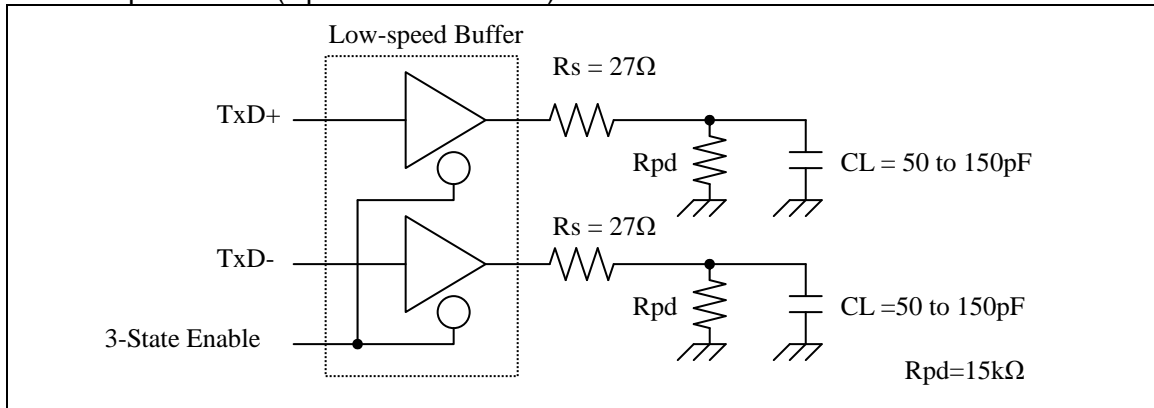 Low-speed Buffer
Rs = 27Ω
TxD+
Rpd
CL = 50 to 150pF
Rs = 27Ω
TxD-
Rpd
CL =50 to 150pF
3-State Enable
Rpd=15kΩ